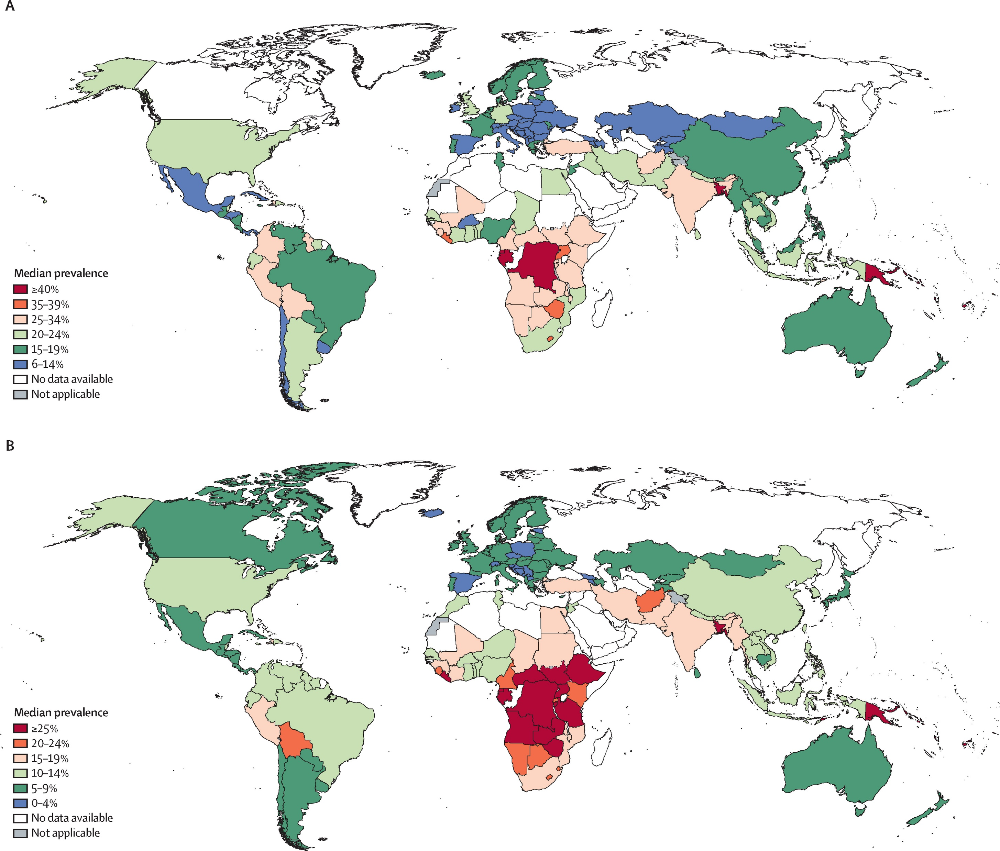 A
Median prevalence
≥40%
35–39%
25–34%
20–24%
15–19%
6–14%
No data available
Not applicable
B
Median prevalence
≥25%
20–24%
15–19%
10–14%
5–9%
0–4%
No data available
Not applicable